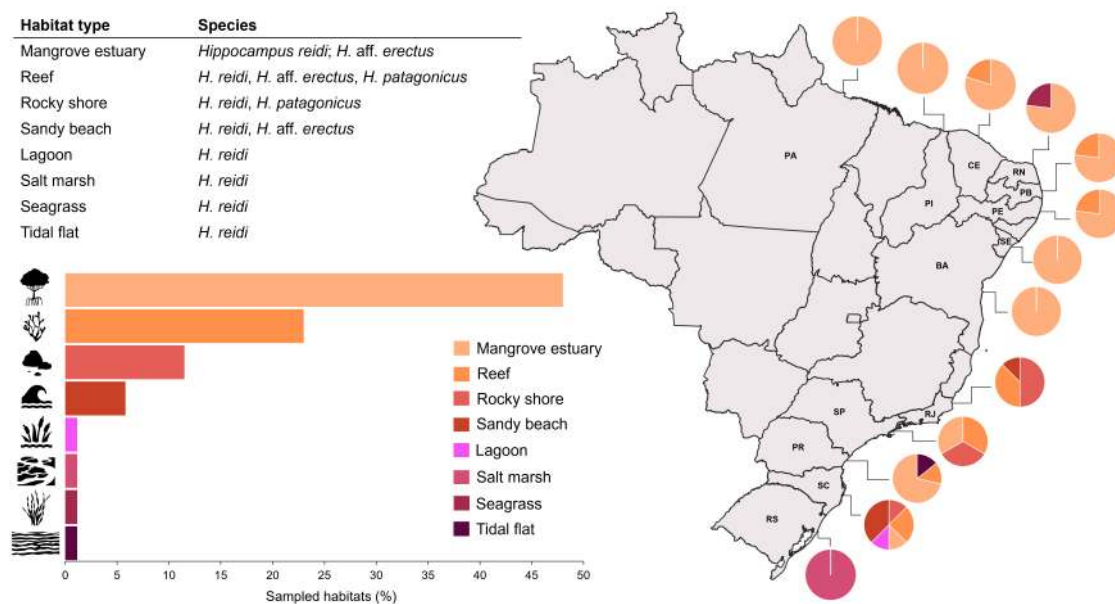 Habitat type Species
Mangrove estuary Hippocampus reidi; H. aff. erectus
Reef H. reidi, H. aff. erectus, H. patagonicus
Rocky shore H. reidi, H. patagonicus
Sandy beach H. reidi, H. aff. erectus
Lagoon H. reidi
Salt marsh H. reidi
Seagrass H. reidi
Tidal flat H. reidi
Mangrove estuary
Reef
Rocky shore
Sandy beach
Lagoon
Salt marsh
Seagrass
Tidal flat
0 5 10 15 20 25 30 35 40 45 50
Sampled habitats (%)
PA
CE
RN
PB
PI
PE
SE
BA
SP
RJ
PR
SC
RS